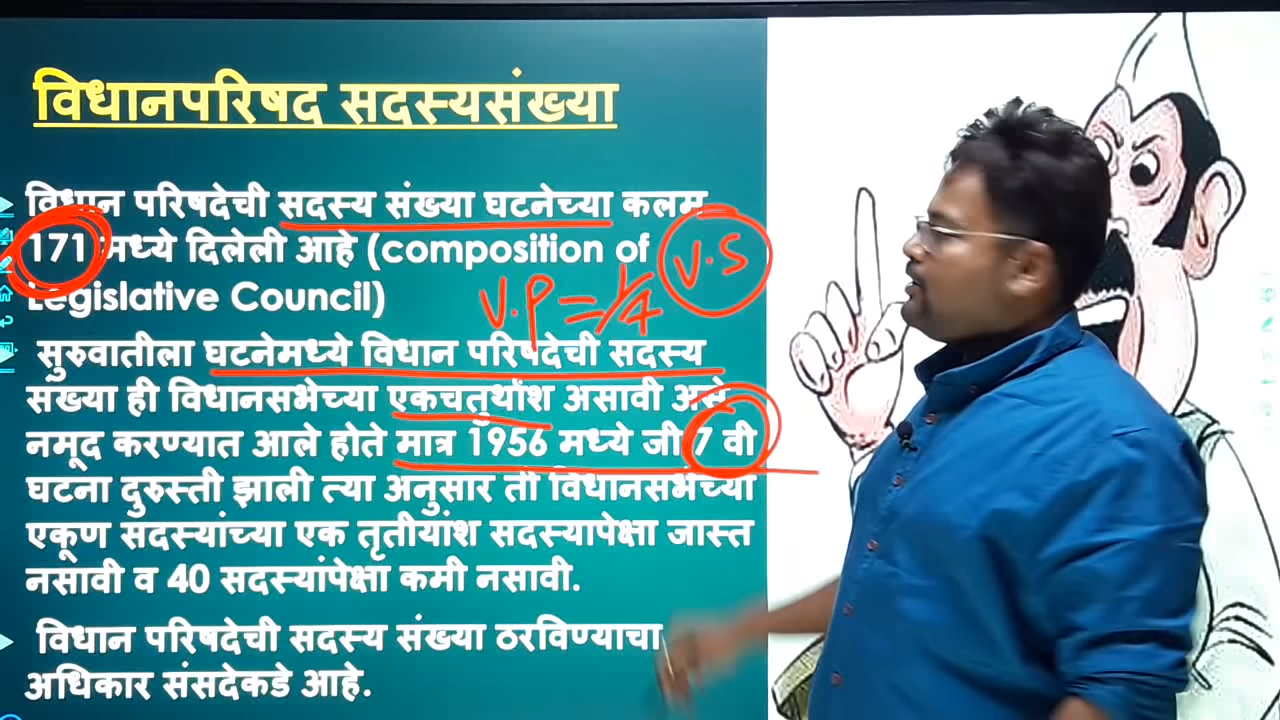 विधानपरिषद सदस्यसंख्या
विधान परिषदेची सदस्य संख्या घटनेच्या कलम
171 मध्ये दिलेली आहे (composition of
Legislative Council)
V.S
V.P = 1/4
सुरुवातीला घटनेमध्ये विधान परिषदेची सदस्य
संख्या ही विधानसभेच्या एकचतुर्थांश असावी असे
नमूद करण्यात आले होते मात्र 1956 मध्ये जी 7 वी
घटना दुरुस्ती झाली त्या अनुसार ती विधानसभेच्या
एकूण सदस्यांच्या एक तृतीयांश सदस्यापेक्षा जास्त
नसावी व 40 सदस्यांपेक्षा कमी नसावी.
विधान परिषदेची सदस्य संख्या ठरविण्याचा
अधिकार संसदेकडे आहे.